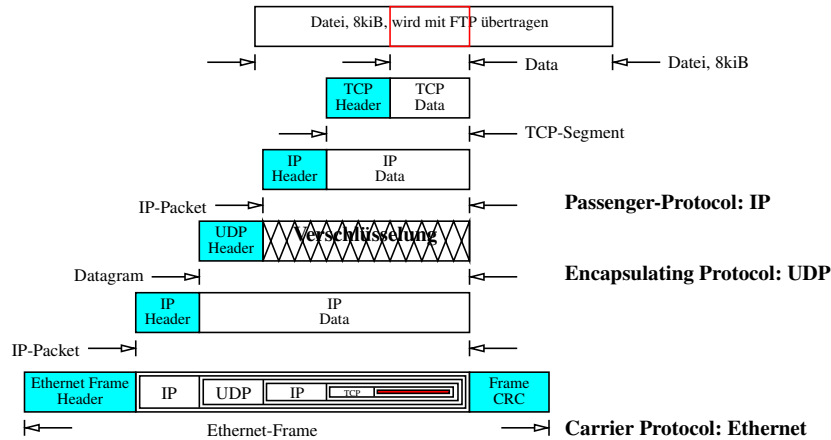 Datei, 8kiB, wird mit FTP übertragen
Data
Datei, 8kiB
TCP
Header
TCP
Data
TCP-Segment
IP
Header
IP
Data
IP-Packet
Passenger-Protocol: IP
UDP
Header
Verschlüsselung
Datagram
Encapsulating Protocol: UDP
IP
Header
IP
Data
IP-Packet
Ethernet Frame
Header
IP
UDP
IP
TCP
Frame
CRC
Ethernet-Frame
Carrier Protocol: Ethernet